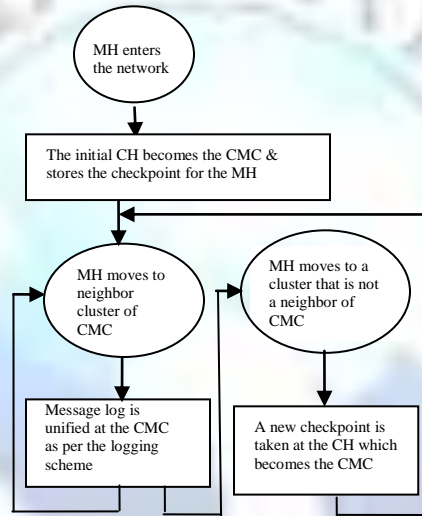 MH enters
the network
The initial CH becomes the CMC &
stores the checkpoint for the MH
MH moves to
neighbor
cluster of
CMC
MH moves to a
cluster that is not
a neighbor of
CMC
Message log is
unified at the CMC
as per the logging
scheme
A new checkpoint is
taken at the CH which
becomes the CMC